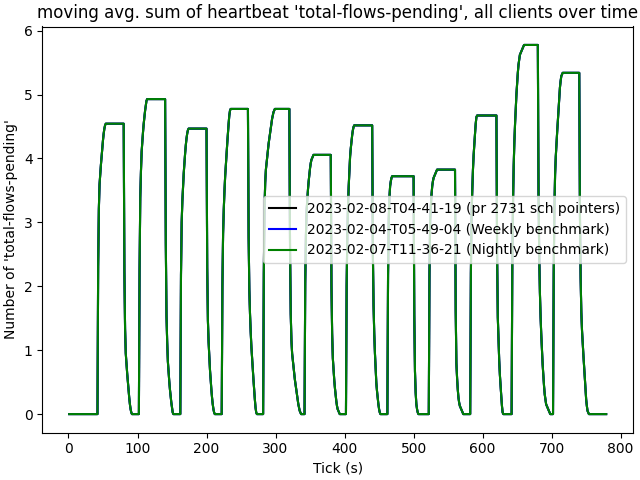 moving avg. sum of heartbeat 'total-flows-pending', all clients over time
Number of 'total-flows-pending'
6
5
4
3
2
1
0
2023-02-08-T04-41-19 (pr 2731 sch pointers)
2023-02-04-T05-49-04 (Weekly benchmark)
2023-02-07-T11-36-21 (Nightly benchmark)
0 100 200 300 400 500 600 700 800
Tick (s)